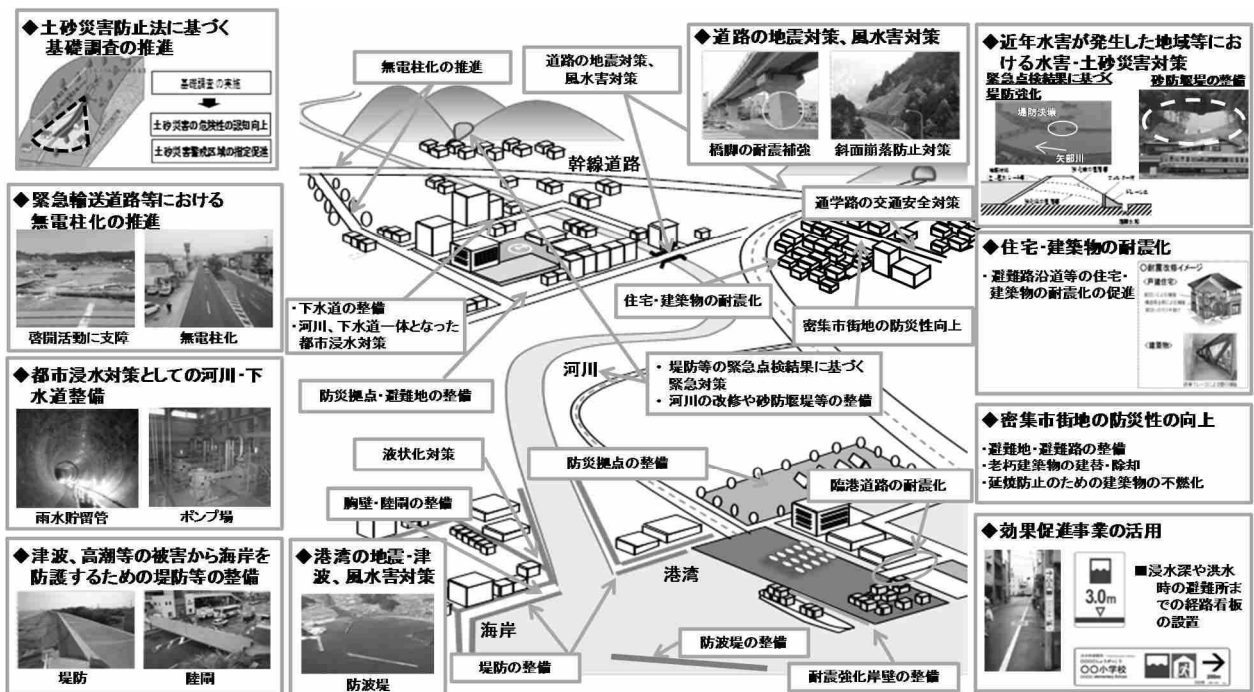 ◆土砂災害防止法に基づく
基礎調査の推進
基礎調査の実施
土砂災害の危険性の認知向上
土砂災害警戒区域の指定促進
◆緊急輸送道路等における
無電柱化の推進
啓開活動に支障
無電柱化
◆都市浸水対策としての河川・下
水道整備
雨水貯留管
ポンプ場
◆津波、高潮等の被害から海岸を
防護するための堤防等の整備
堤防
陸閘
◆港湾の地震・津
波、風水害対策
防波堤
無電柱化の推進
道路の地震対策、
風水害対策
◆道路の地震対策、風水害対策
橋脚の耐震補強
斜面崩落防止対策
幹線道路
通学路の交通安全対策
住宅・建築物の耐震化
密集市街地の防災性向上
・下水道の整備
・河川、下水道一体となった
都市浸水対策
防災拠点・避難地の整備
河川
・堤防等の緊急点検結果に基づく
緊急対策
・河川の改修や砂防堰堤等の整備
液状化対策
胸壁・陸閘の整備
防災拠点の整備
臨港道路の耐震化
港湾
海岸
堤防の整備
防波堤の整備
耐震強化岸壁の整備
◆近年水害が発生した地域等にお
ける水害・土砂災害対策
緊急点検結果に基づく
堤防強化
砂防堰堤の整備
堤防決壊
矢部川
◆住宅・建築物の耐震化
・避難路沿道等の住宅・
建築物の耐震化の促進
○耐震改修イメージ
<戸建住宅>
<建築物>
◆密集市街地の防災性の向上
・避難地・避難路の整備
・老朽建築物の建替・除却
・延焼防止のための建築物の不燃化
◆効果促進事業の活用
3.0m
■浸水深や洪水
時の避難所ま
での経路看板
の設置
〇〇小学校